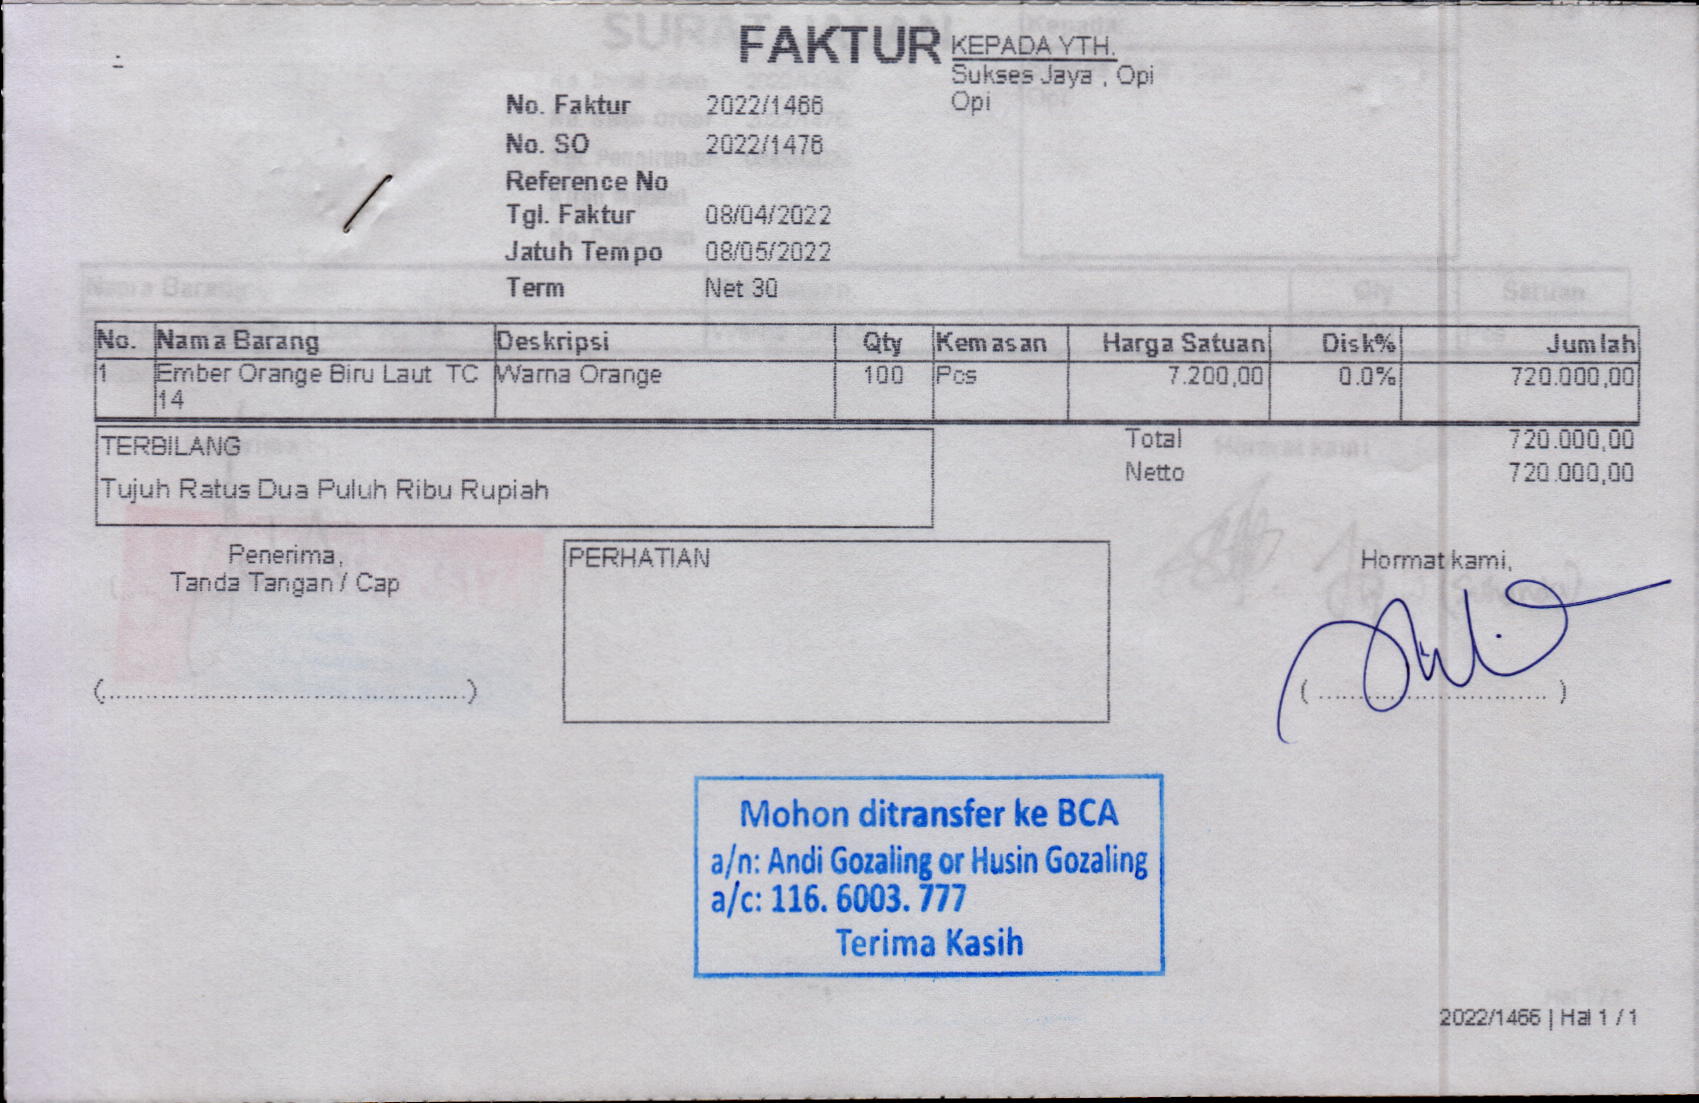 FAKTUR
KEPADA YTH.
Sukses Jaya , Opi
Opi
No. Faktur 2022/1466
No. SO 2022/1476
Reference No
Tgl. Faktur 08/04/2022
Jatuh Tempo 08/05/2022
Term Net 30
No. Nama Barang Deskripsi Qty Kemasan Harga Satuan Disk% Jumlah
1 Ember Orange Biru Laut TC Warna Orange 100 Pcs 7.200,00 0.0% 720.000,00
14
TERBILANG
Tujuh Ratus Dua Puluh Ribu Rupiah
Total 720.000,00
Netto 720.000,00
Penerima,
Tanda Tangan / Cap
(..............................................)
PERHATIAN
Hormat kami,
( ............................. )
Mohon ditransfer ke BCA
a/n: Andi Gozaling or Husin Gozaling
a/c: 116. 6003. 777
Terima Kasih
2022/1466 | Hal 1 / 1